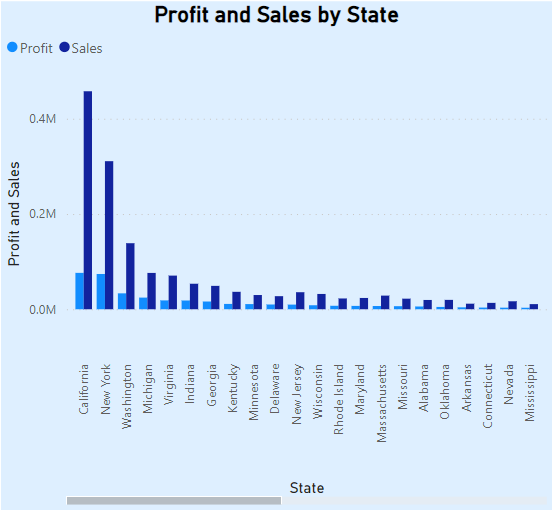 Profit and Sales by State
Profit Sales
Profit and Sales
0.4M
0.2M
0.0M
California
New York
Washington
Michigan
Virginia
Indiana
Georgia
Kentucky
Minnesota
Delaware
New Jersey
Wisconsin
Rhode Island
Maryland
Massachusetts
Missouri
Alabama
Oklahoma
Arkansas
Connecticut
Nevada
Mississippi
State